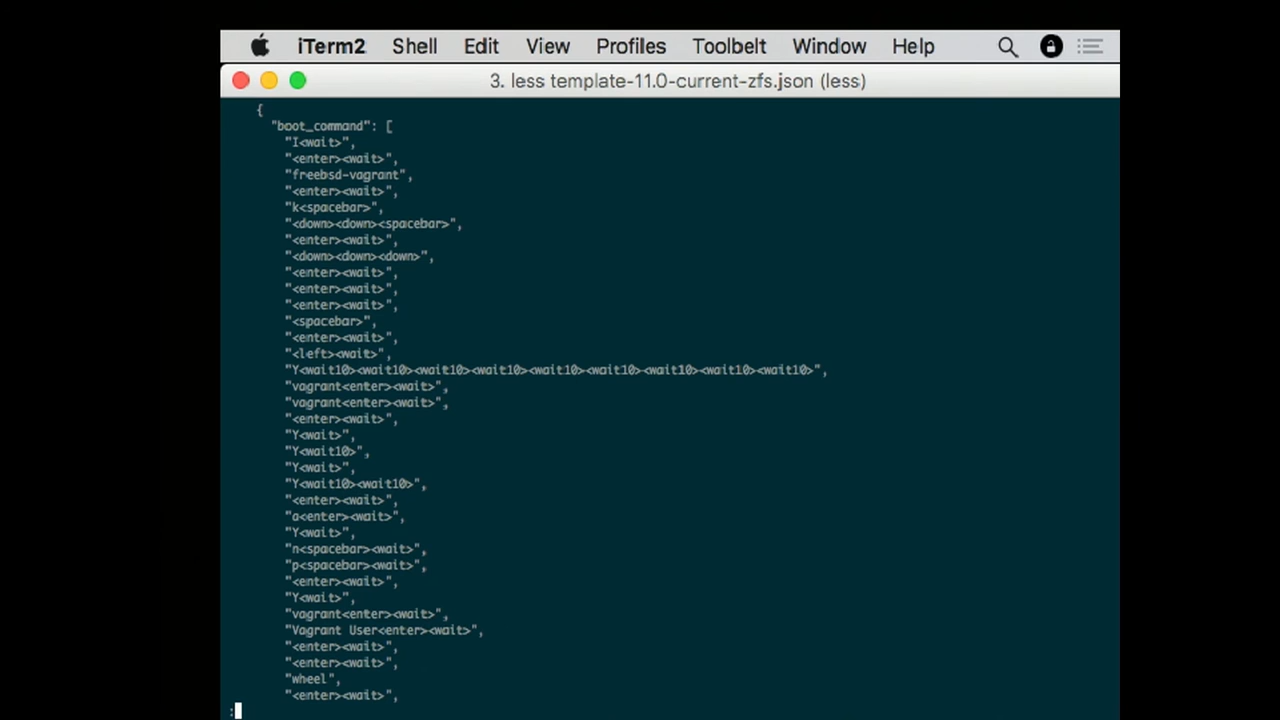 iTerm2 Shell Edit View Profiles Toolbelt Window Help
3. less template-11.0-current-zfs.json (less)
{
"boot_command": [
"I<wait>",
"<enter><wait>",
"freebsd-vagrant",
"<enter><wait>",
"k<spacebar>",
"<down><down><spacebar>",
"<enter><wait>",
"<down><down><down>",
"<enter><wait>",
"<enter><wait>",
"<enter><wait>",
"<spacebar>",
"<enter><wait>",
"<left><wait>",
"Y<wait10><wait10><wait10><wait10><wait10><wait10><wait10><wait10><wait10>",
"vagrant<enter><wait>",
"vagrant<enter><wait>",
"<enter><wait>",
"Y<wait>",
"Y<wait10>",
"Y<wait>",
"Y<wait10><wait10>",
"<enter><wait>",
"a<enter><wait>",
"Y<wait>",
"n<spacebar><wait>",
"p<spacebar><wait>",
"<enter><wait>",
"Y<wait>",
"vagrant<enter><wait>",
"Vagrant User<enter><wait>",
"<enter><wait>",
"<enter><wait>",
"wheel",
"<enter><wait>",
: